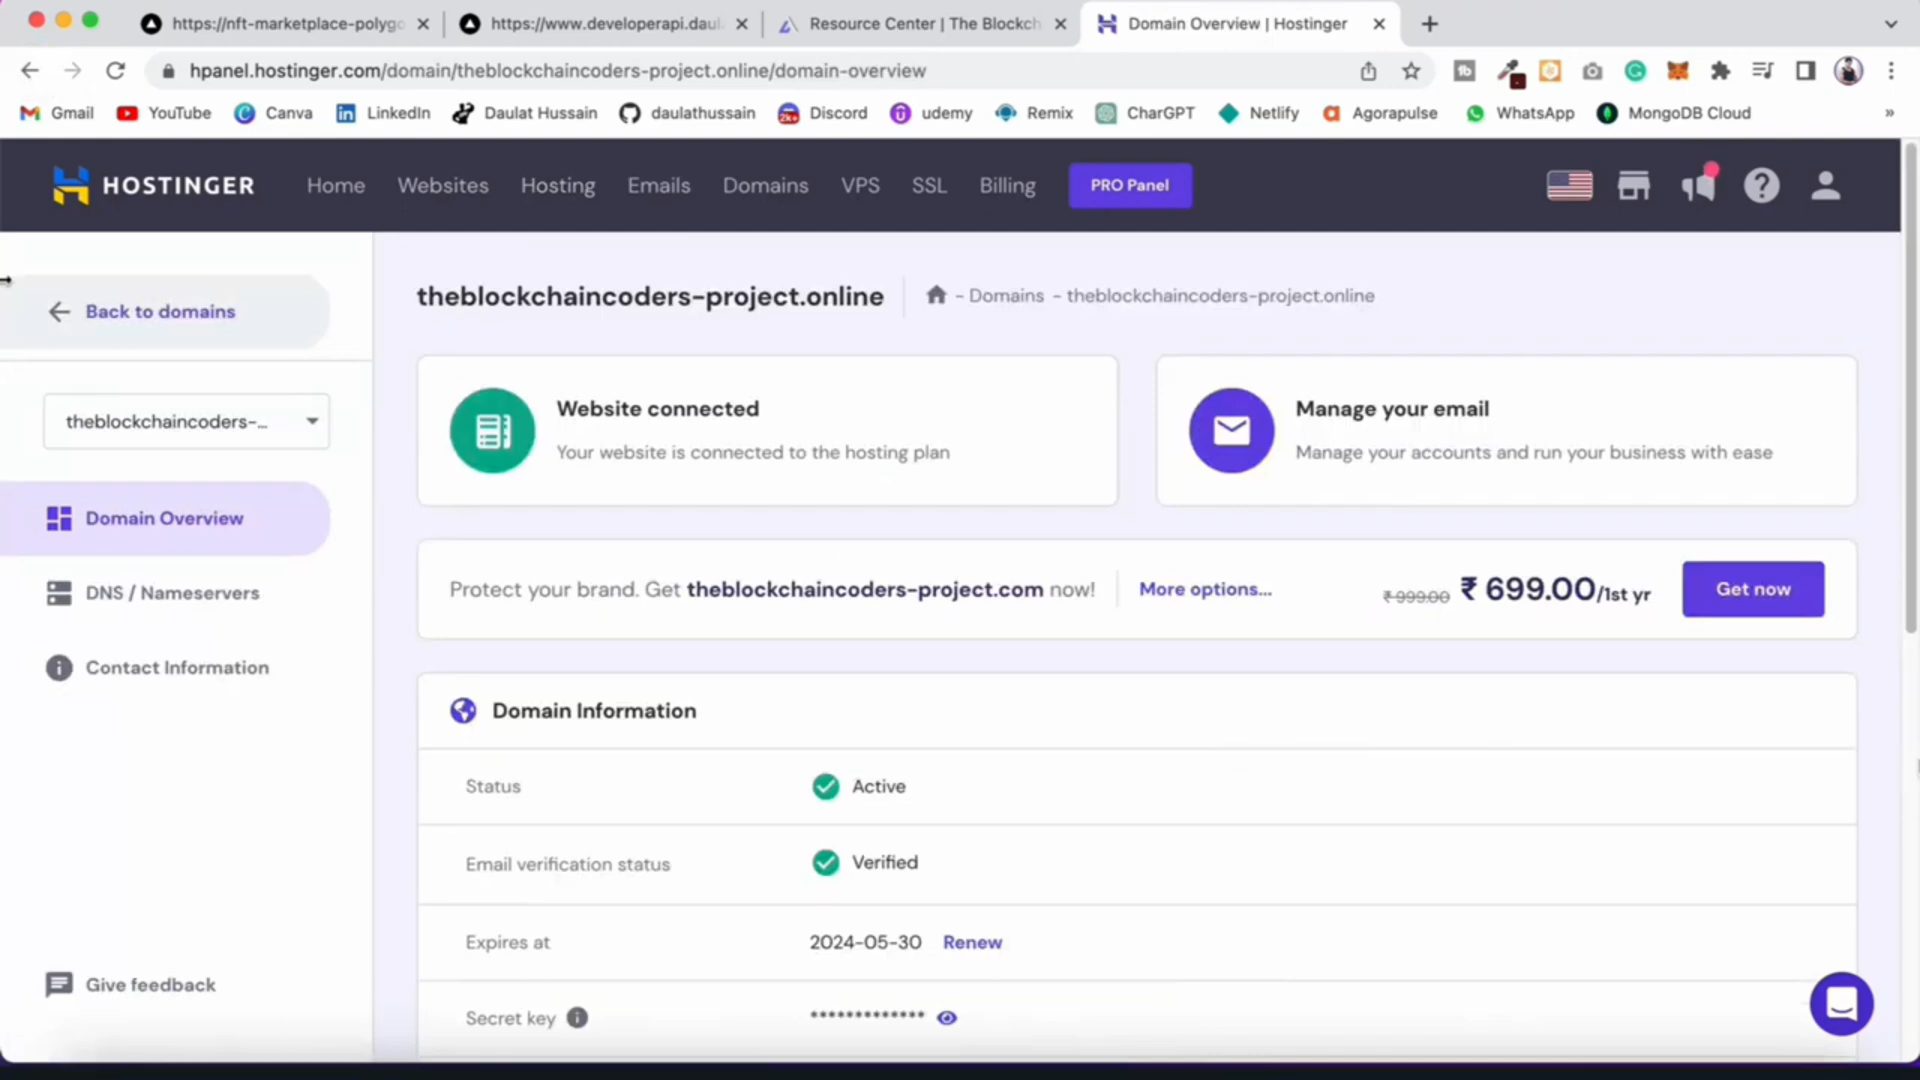 https://nft-marketplace-polygo
https://www.developerapi.daul
Resource Center | The Blockch
Domain Overview | Hostinger
hpanel.hostinger.com/domain/theblockchaincoders-project.online/domain-overview
Gmail
YouTube
Canva
LinkedIn
Daulat Hussain
daulathussain
Discord
udemy
Remix
CharGPT
Netlify
Agorapulse
WhatsApp
MongoDB Cloud
»
HOSTINGER
Home
Websites
Hosting
Emails
Domains
VPS
SSL
Billing
PRO Panel
Back to domains
theblockchaincoders-...
Domain Overview
DNS / Nameservers
Contact Information
Give feedback
theblockchaincoders-project.online
- Domains - theblockchaincoders-project.online
Website connected
Your website is connected to the hosting plan
Manage your email
Manage your accounts and run your business with ease
Protect your brand. Get theblockchaincoders-project.com now!
More options...
₹ 999.00
₹ 699.00/1st yr
Get now
Domain Information
Status
Active
Email verification status
Verified
Expires at
2024-05-30
Renew
Secret key
*************